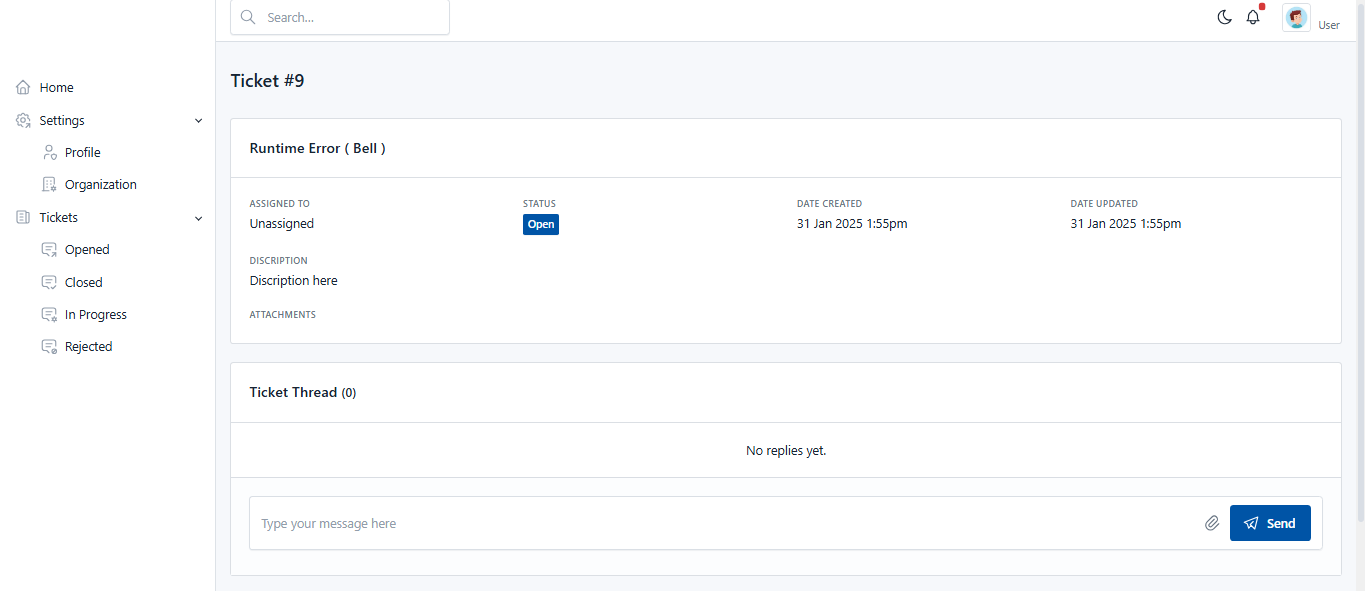 Search...
User
Home
Settings
Profile
Organization
Tickets
Opened
Closed
In Progress
Rejected
Ticket #9
Runtime Error ( Bell )
ASSIGNED TO
Unassigned
STATUS
Open
DATE CREATED
31 Jan 2025 1:55pm
DATE UPDATED
31 Jan 2025 1:55pm
DISCRIPTION
Discription here
ATTACHMENTS
Ticket Thread (0)
No replies yet.
Type your message here
Send